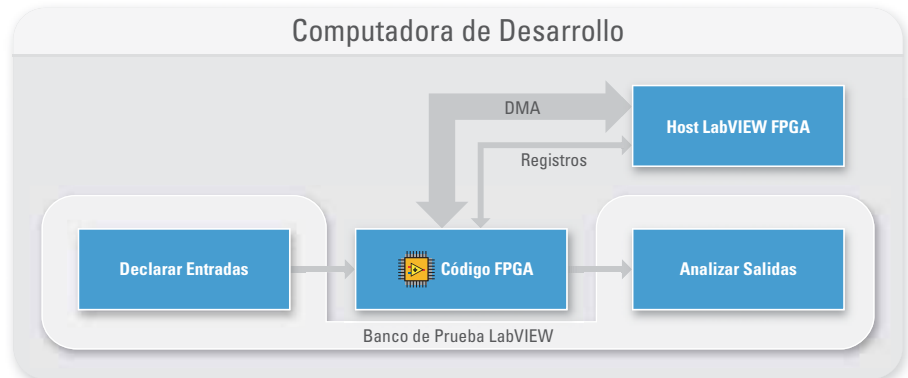 Computadora de Desarrollo
DMA
Host LabVIEW FPGA
Registros
Declarar Entradas
Código FPGA
Analizar Salidas
Banco de Prueba LabVIEW